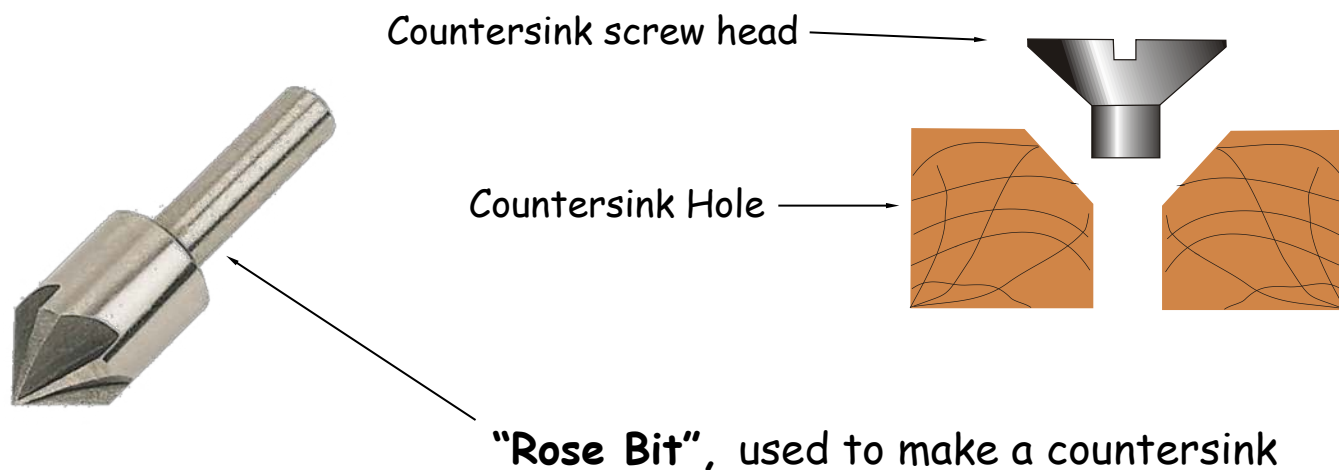 Countersink screw head
Countersink Hole
“Rose Bit”, used to make a countersink